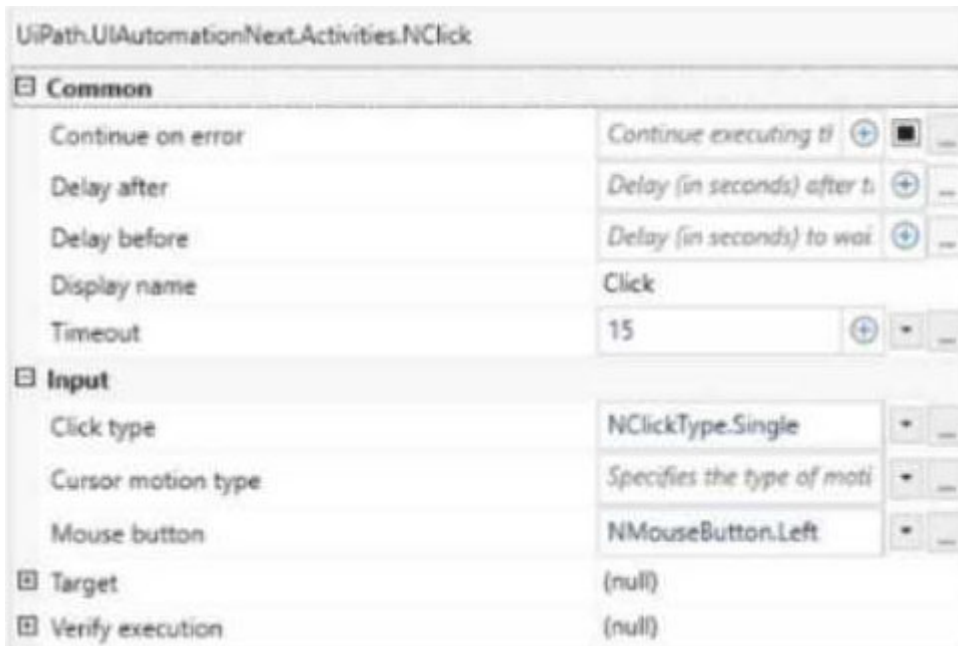 UiPath.UIAutomationNext.Activities.NClick
Common
Continue on error Continue executing tl
Delay after Delay (in seconds) after ti
Delay before Delay (in seconds) to wai
Display name Click
Timeout 15
Input
Click type NClickType.Single
Cursor motion type Specifies the type of moti
Mouse button NMouseButton.Left
Target (null)
Verify execution (null)